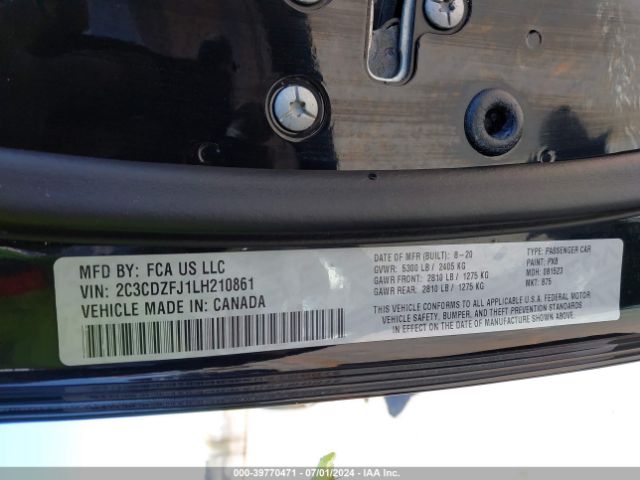 MFD BY: FCA US LLC
VIN: 2C3CDZFJ1LH210861
VEHICLE MADE IN: CANADA
DATE OF MFR (BUILT): 8-20
GVWR: 5300 LB / 2405 KG
GAWR FRONT: 2810 LB / 1275 KG
GAWR REAR: 2810 LB / 1275 KG
TYPE: PASSENGER CAR
PAINT: PX8
MDH: 081523
MKT: 875
THIS VEHICLE CONFORMS TO ALL APPLICABLE U.S.A. FEDERAL MOTOR
VEHICLE SAFETY, BUMPER, AND THEFT PREVENTION STANDARDS
IN EFFECT ON THE DATE OF MANUFACTURE SHOWN ABOVE.
000-39770471 - 07/01/2024 - IAA Inc.